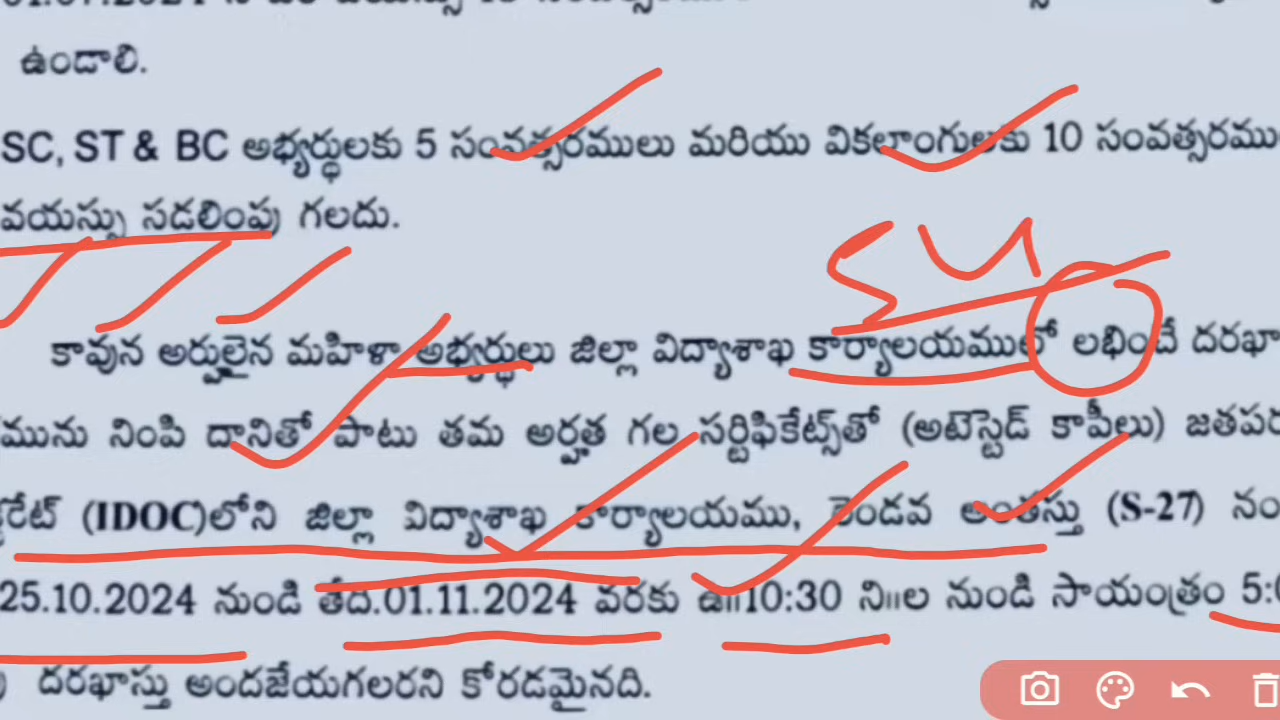 ఉండాలి.
SC, ST & BC అభ్యర్థులకు 5 సంవత్సరములు మరియు వికలాంగులకు 10 సంవత్సరము
వయస్సు సడలింపు గలదు.
కావున అర్హులైన మహిళా అభ్యర్థులు జిల్లా విద్యాశాఖ కార్యాలయములో లభించే దరఖా
మును నింపి దానితో పాటు తమ అర్హత గల సర్టిఫికేట్స్‌తో (అటెస్టెడ్ కాపీలు) జతపర
రేట్ (IDOC)లోని జిల్లా విద్యాశాఖ కార్యాలయము, రెండవ అంతస్తు (S-27) నం
25.10.2024 నుండి తేది.01.11.2024 వరకు ఉ॥10:30 ని॥ల నుండి సాయంత్రం 5:0
) దరఖాస్తు అందజేయగలరని కోరడమైనది.